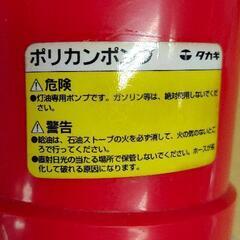 ポリカンポンプ タカギ
⚠危険
●灯油専用ポンプです。ガソリン等は、絶対利用しないでくだ
さい。
⚠警告
●給油は、石油ストーブの火を必ず消して、火の気のないとこ
ろで行ってください。
●直射日光の当たる場所で保管しないでください。ホースが劣
化して破れる原因になります。